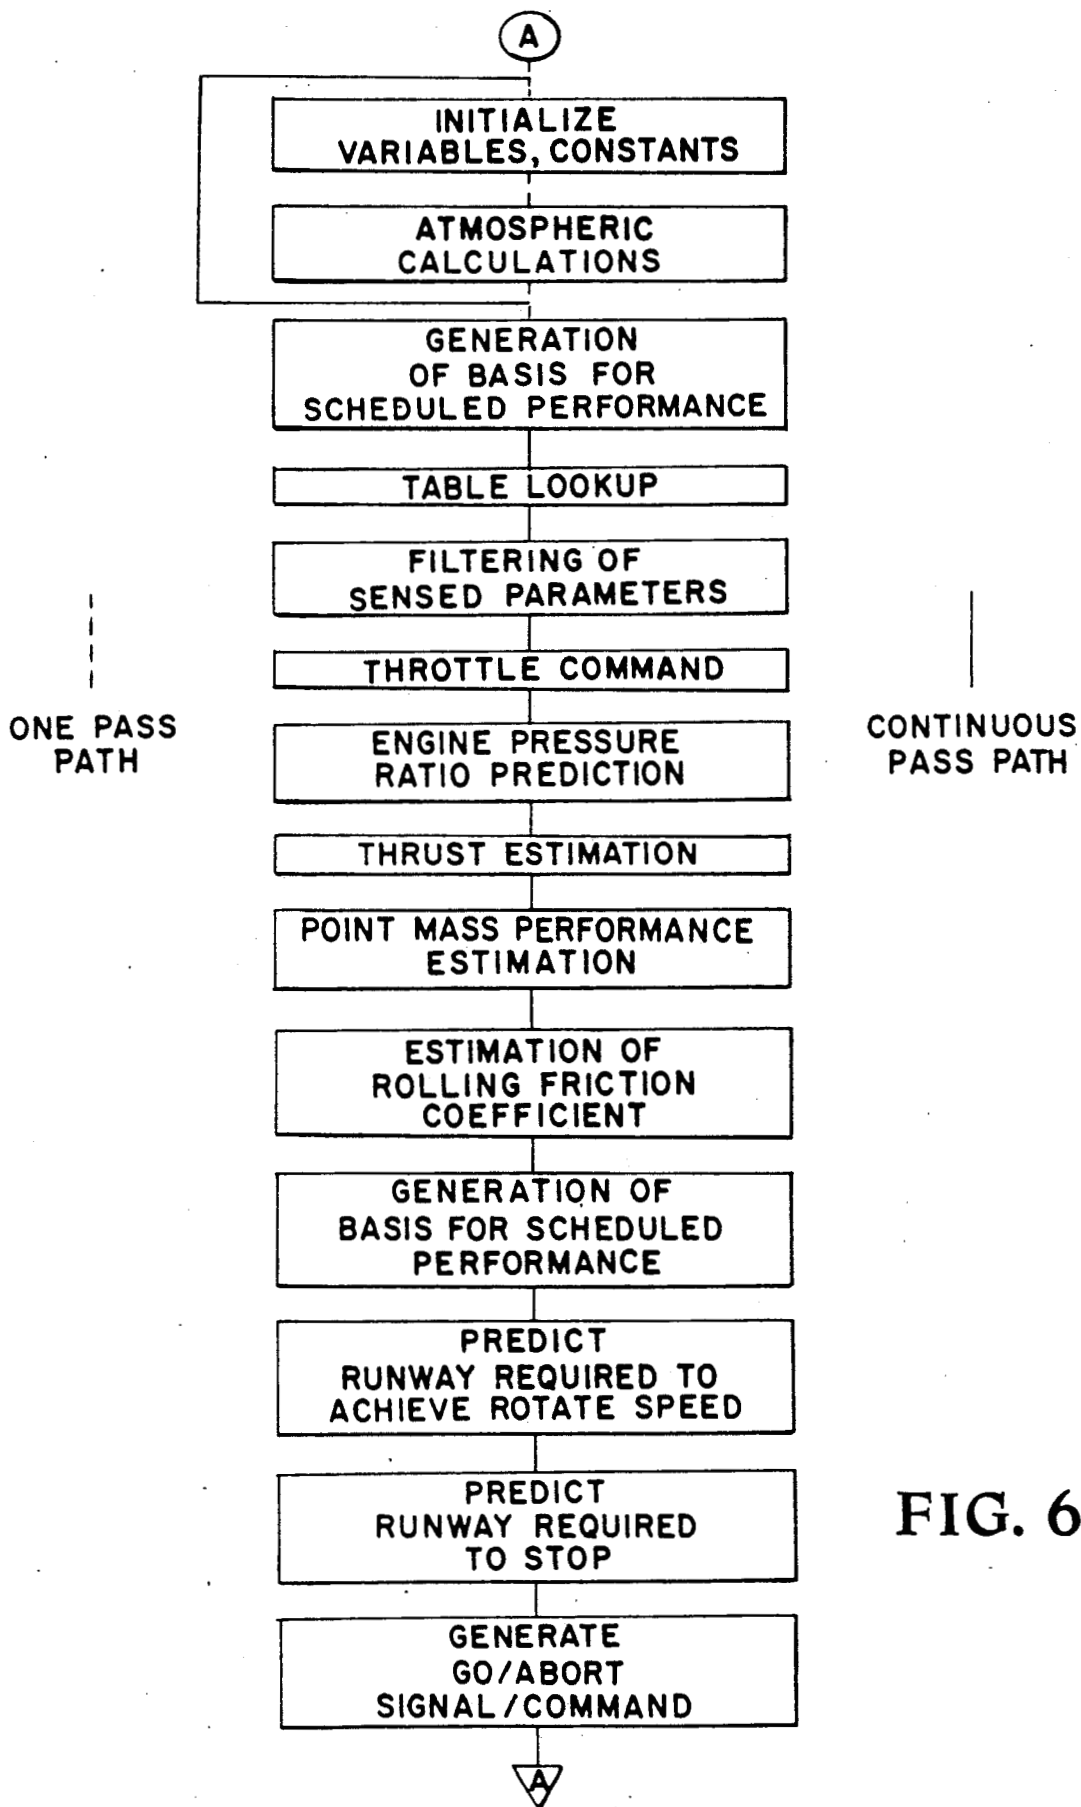 A
INITIALIZE
VARIABLES, CONSTANTS
ATMOSPHERIC
CALCULATIONS
GENERATION
OF BASIS FOR
SCHEDULED PERFORMANCE
TABLE LOOKUP
FILTERING OF
SENSED PARAMETERS
THROTTLE COMMAND
ONE PASS
PATH
ENGINE PRESSURE
RATIO PREDICTION
CONTINUOUS
PASS PATH
THRUST ESTIMATION
POINT MASS PERFORMANCE
ESTIMATION
ESTIMATION OF
ROLLING FRICTION
COEFFICIENT
GENERATION OF
BASIS FOR SCHEDULED
PERFORMANCE
PREDICT
RUNWAY REQUIRED TO
ACHIEVE ROTATE SPEED
PREDICT
RUNWAY REQUIRED
TO STOP
FIG. 6
GENERATE
GO/ABORT
SIGNAL/COMMAND
A